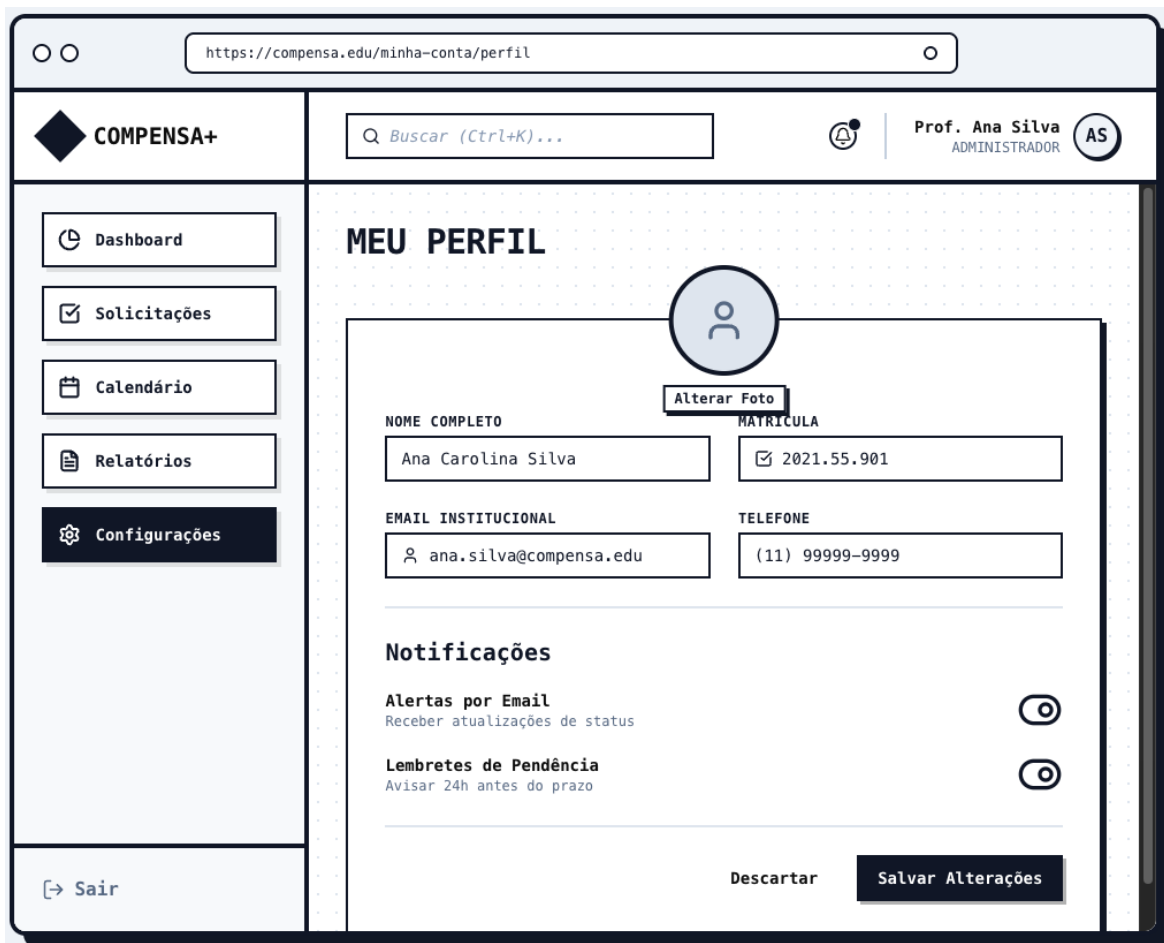 https://compensa.edu/minha-conta/perfil
COMPENSA+
Buscar (Ctrl+K)...
Prof. Ana Silva
ADMINISTRADOR
AS
Dashboard
Solicitações
Calendário
Relatórios
Configurações
Sair
MEU PERFIL
Alterar Foto
NOME COMPLETO
Ana Carolina Silva
MATRÍCULA
2021.55.901
EMAIL INSTITUCIONAL
ana.silva@compensa.edu
TELEFONE
(11) 99999-9999
Notificações
Alertas por Email
Receber atualizações de status
Lembretes de Pendência
Avisar 24h antes do prazo
Descartar
Salvar Alterações